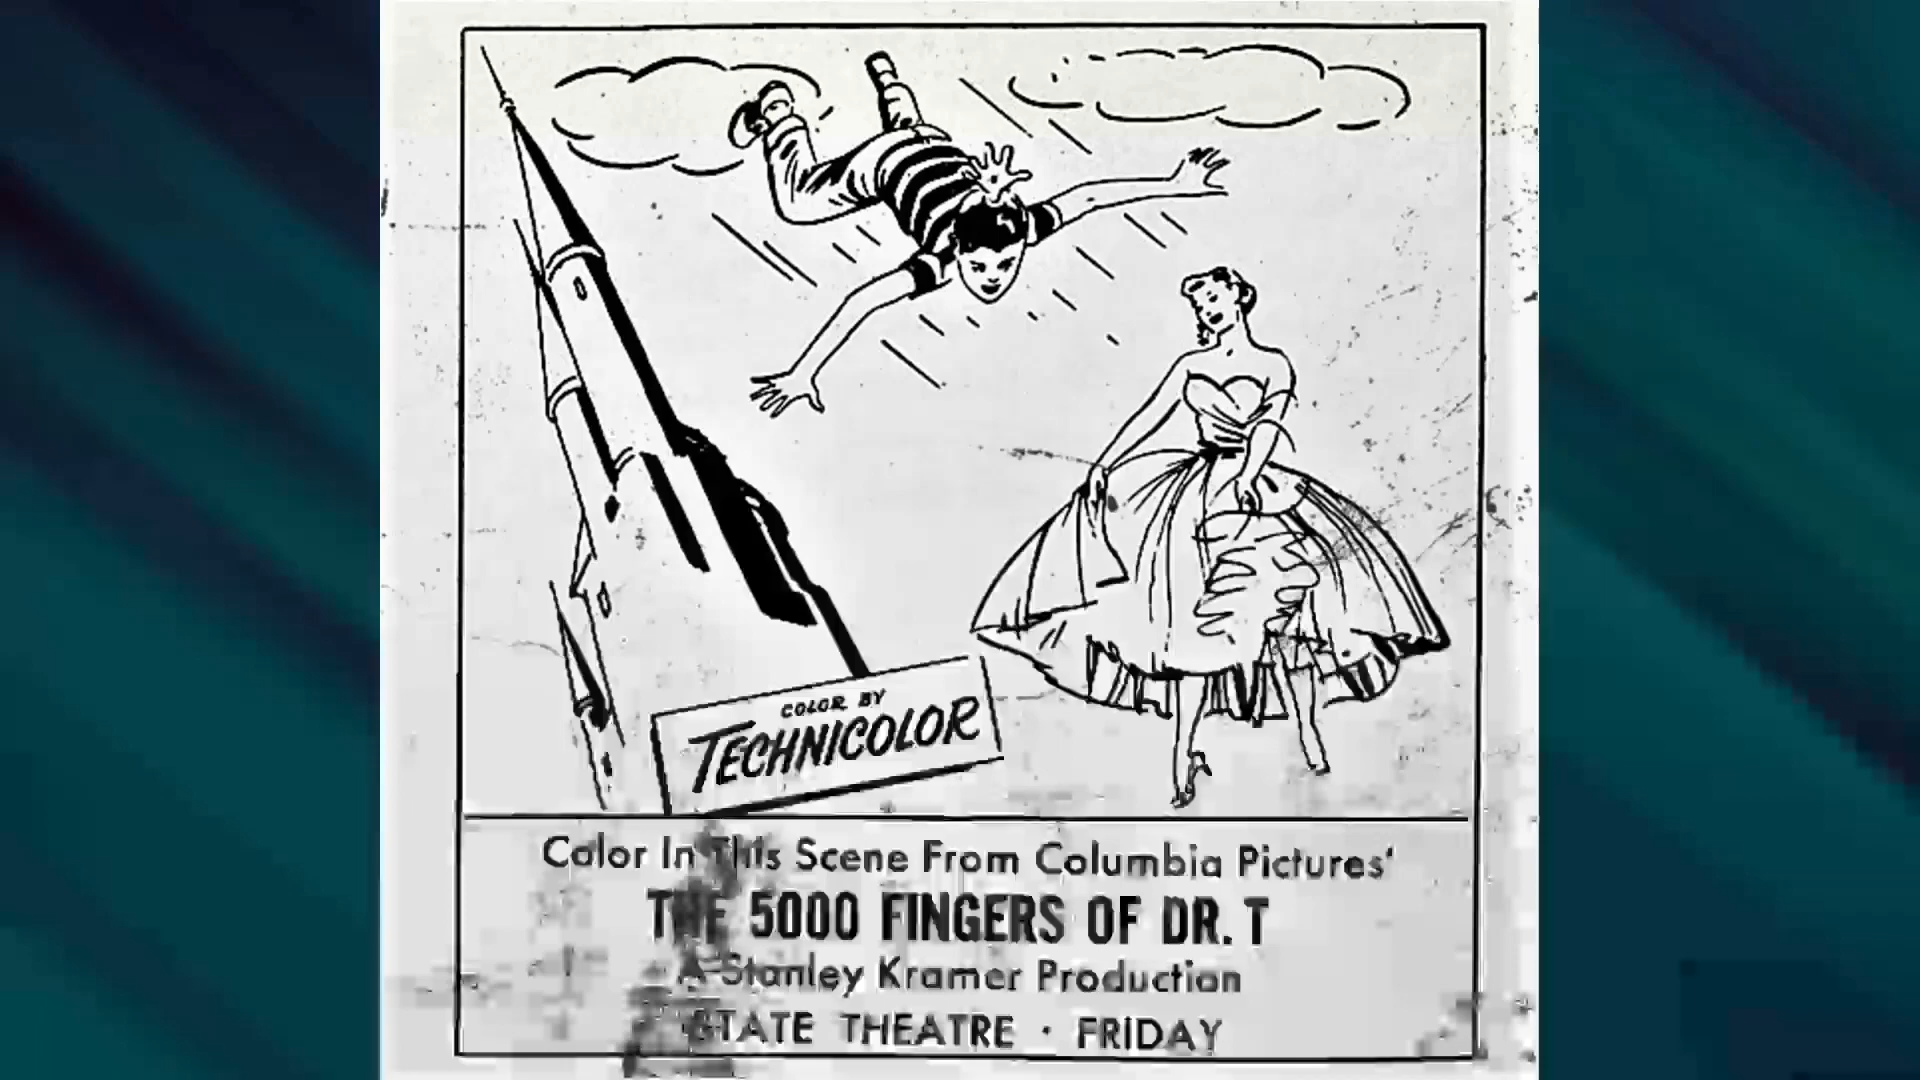 COLOR BY
TECHNICOLOR
Color In This Scene From Columbia Pictures'
THE 5000 FINGERS OF DR. T
A Stanley Kramer Production
STATE THEATRE · FRIDAY